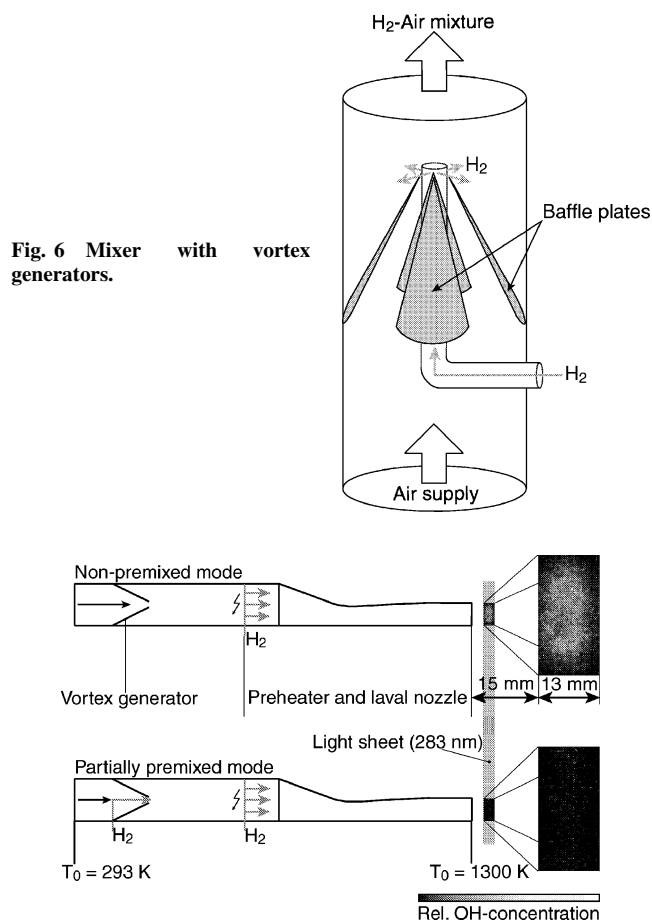 H2-Air mixture
H2
Baffle plates
Fig. 6 Mixer with vortex
generators.
H2
Air supply
Non-premixed mode
H2
15 mm 13 mm
Vortex generator
Preheater and laval nozzle
Light sheet (283 nm)
Partially premixed mode
H2
H2
T0 = 293 K
T0 = 1300 K
Rel. OH-concentration